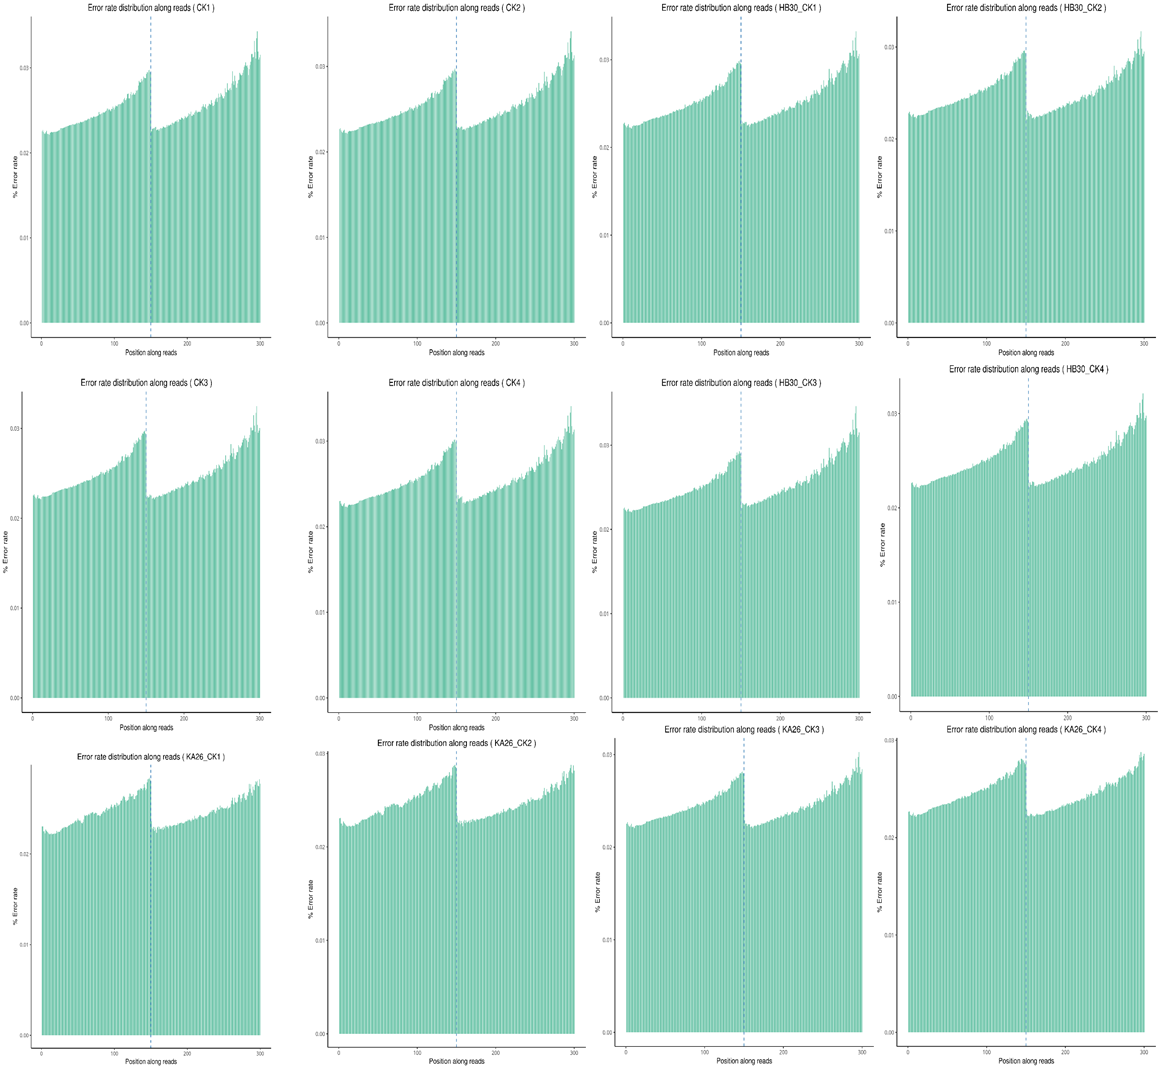 Error rate distribution along reads ( CK1 )
% Error rate
0.03
0.02
0.01
0.00
0
100
200
300
Position along reads
Error rate distribution along reads ( CK2 )
% Error rate
0.03
0.02
0.01
0.00
0
100
200
300
Position along reads
Error rate distribution along reads ( HB30_CK1 )
% Error rate
0.03
0.02
0.01
0.00
0
100
200
300
Position along reads
Error rate distribution along reads ( HB30_CK2 )
% Error rate
0.03
0.02
0.01
0.00
0
100
200
300
Position along reads
Error rate distribution along reads ( CK3 )
% Error rate
0.03
0.02
0.01
0.00
0
100
200
300
Position along reads
Error rate distribution along reads ( CK4 )
% Error rate
0.03
0.02
0.01
0.00
0
100
200
300
Position along reads
Error rate distribution along reads ( HB30_CK3 )
% Error rate
0.03
0.02
0.01
0.00
0
100
200
300
Position along reads
Error rate distribution along reads ( HB30_CK4 )
% Error rate
0.03
0.02
0.01
0.00
0
100
200
300
Position along reads
Error rate distribution along reads ( KA26_CK1 )
% Error rate
0.02
0.01
0.00
0
100
200
300
Position along reads
Error rate distribution along reads ( KA26_CK2 )
% Error rate
0.03
0.02
0.01
0.00
0
100
200
300
Position along reads
Error rate distribution along reads ( KA26_CK3 )
% Error rate
0.03
0.02
0.01
0.00
0
100
200
300
Position along reads
Error rate distribution along reads ( KA26_CK4 )
% Error rate
0.03
0.02
0.01
0.00
0
100
200
300
Position along reads